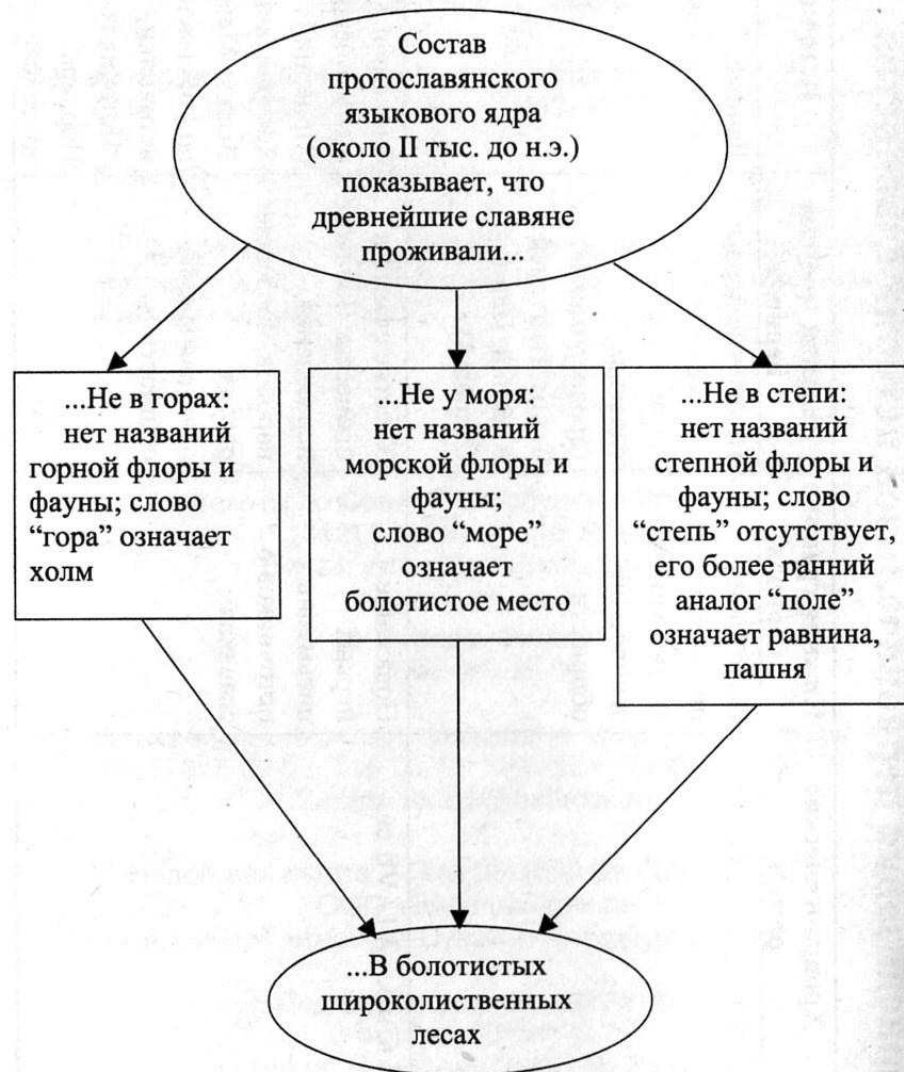 Состав
протославянского
языкового ядра
(около II тыс. до н.э.)
показывает, что
древнейшие славяне
проживали...
...Не в горах:
нет названий
горной флоры и
фауны; слово
“гора” означает
холм
...Не у моря:
нет названий
морской флоры и
фауны;
слово “море”
означает
болотистое место
...Не в степи:
нет названий
степной флоры и
фауны; слово
“степь” отсутствует,
его более ранний
аналог “поле”
означает равнина,
пашня
...В болотистых
широколиственных
лесах